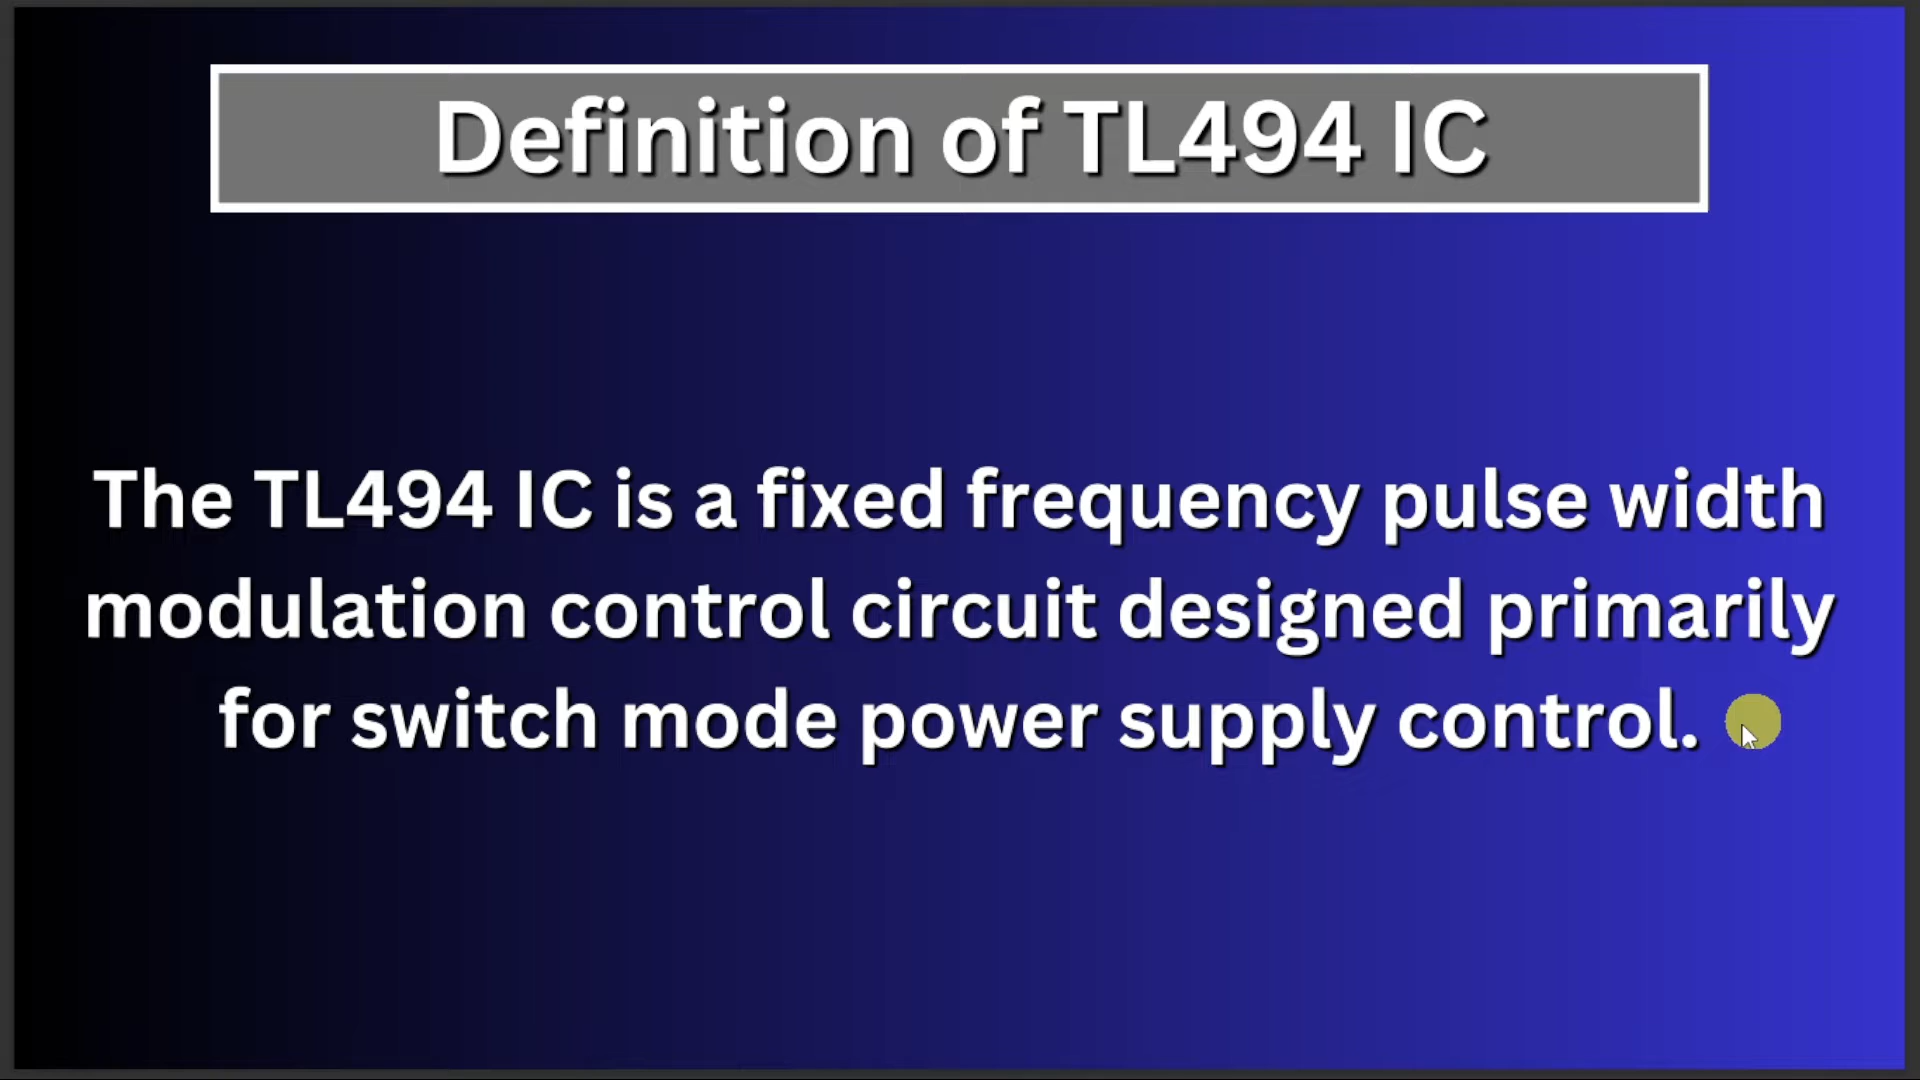 Definition of TL494 IC
The TL494 IC is a fixed frequency pulse width
modulation control circuit designed primarily
for switch mode power supply control.